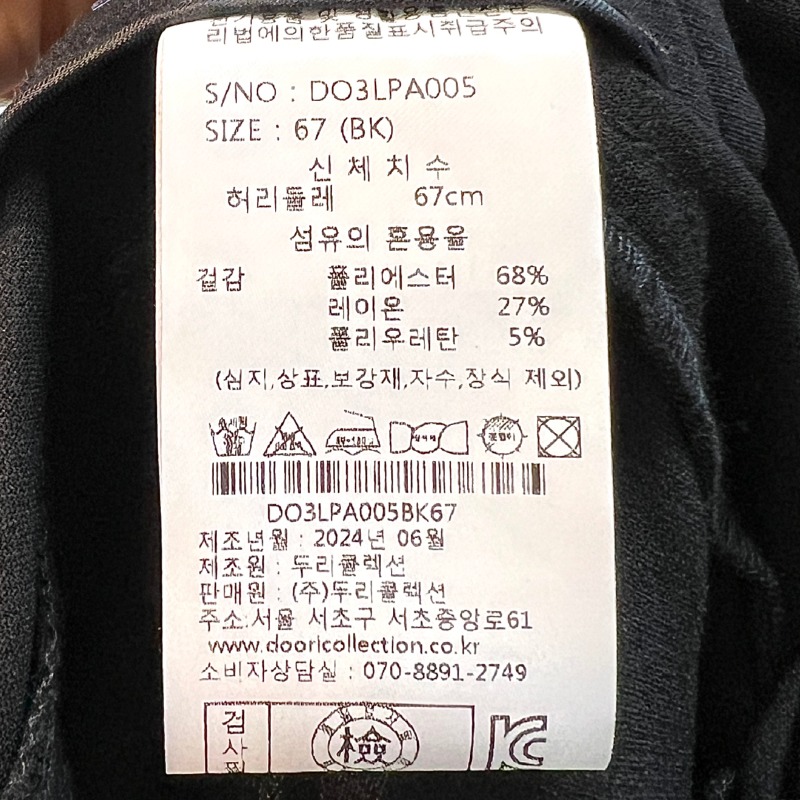 리법에의한품질표시취급주의
S/NO : DO3LPA005
SIZE : 67 (BK)
신 체 치 수
허리둘레 67cm
섬유의 혼용율
겉감 폴리에스터 68%
레이온 27%
폴리우레탄 5%
(심지,상표,보강재,자수,장식 제외)
DO3LPA005BK67
제조년월 : 2024년 06월
제조원 : 두리콜렉션
판매원 : (주)두리콜렉션
주소:서울 서초구 서초중앙로61
www.dooricollection.co.kr
소비자상담실 : 070-8891-2749
검
사
檢